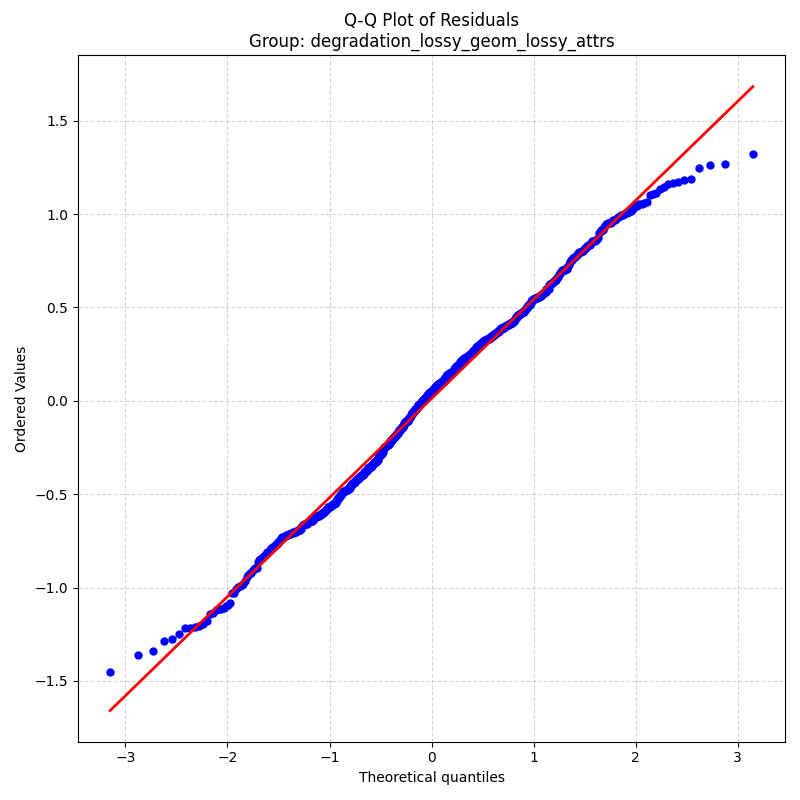 Q-Q Plot of Residuals
Group: degradation_lossy_geom_lossy_attrs
Ordered Values
1.5
1.0
0.5
0.0
−0.5
−1.0
−1.5
−3 −2 −1 0 1 2 3
Theoretical quantiles